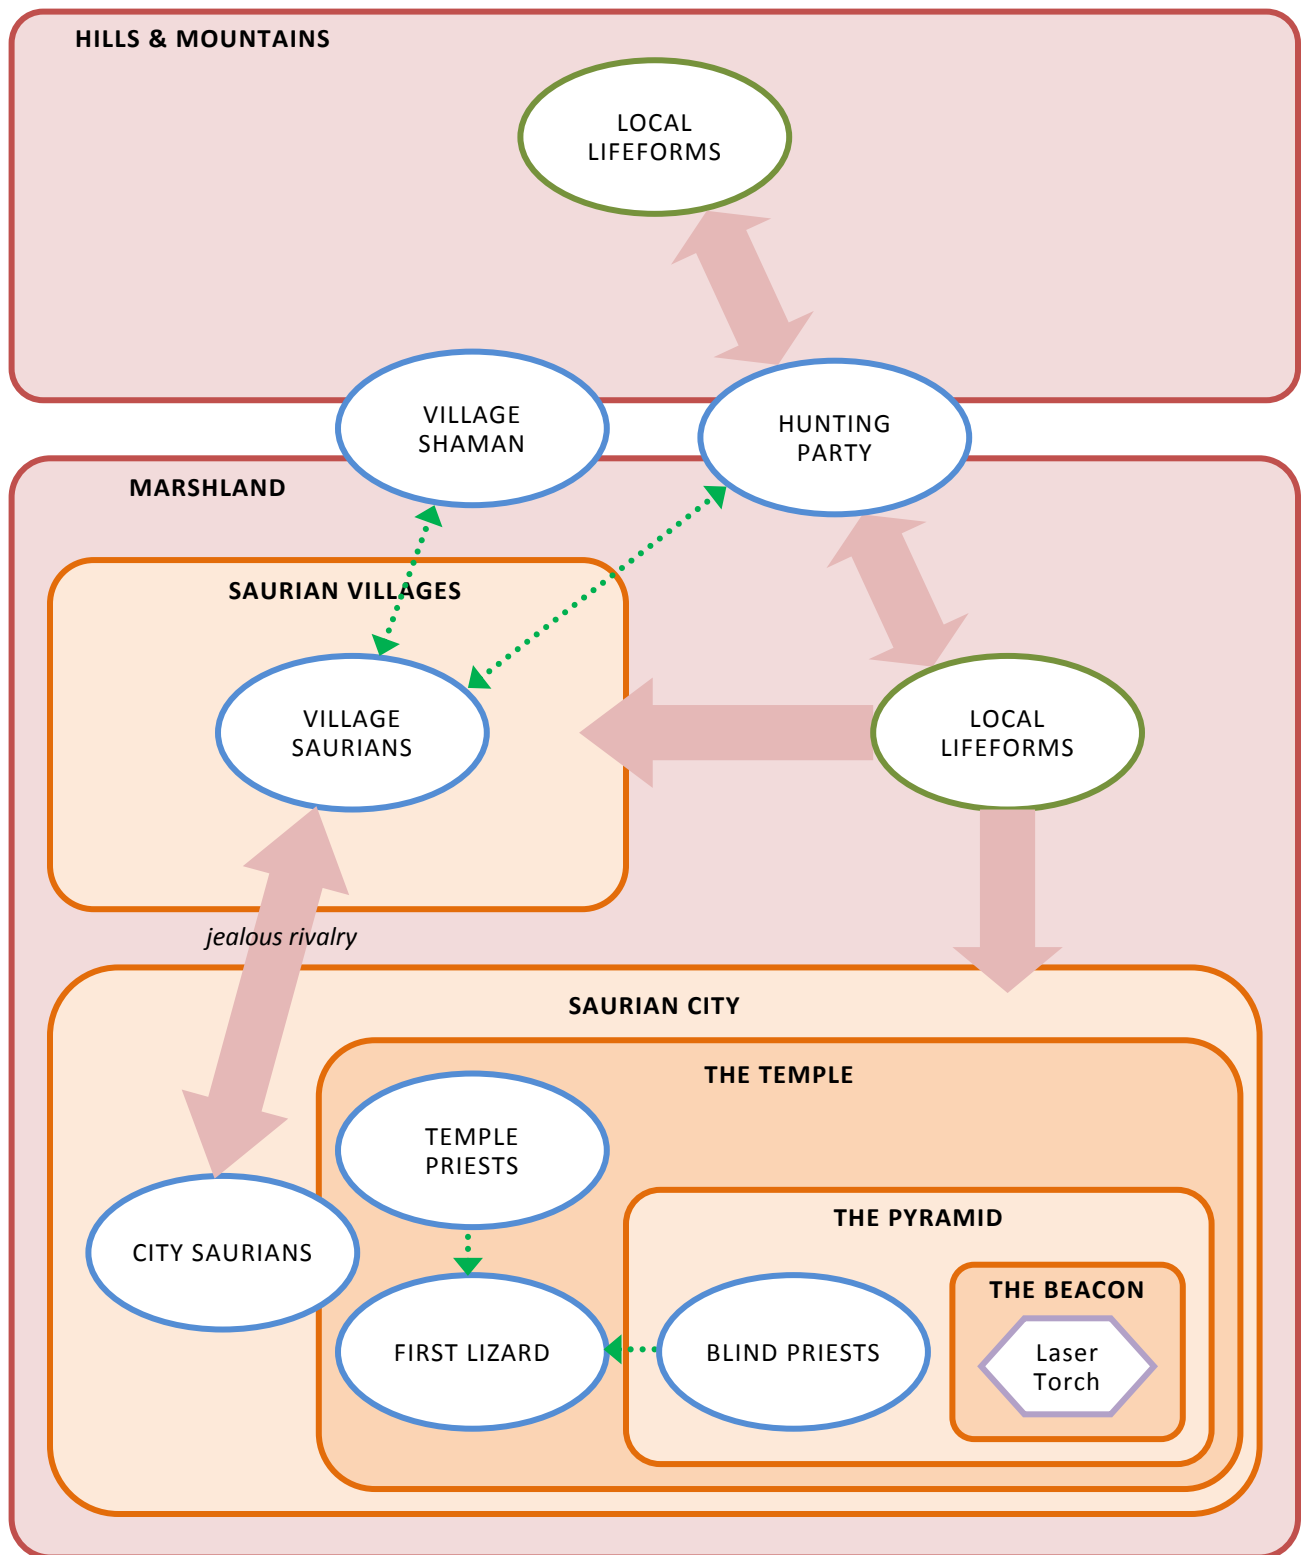 HILLS & MOUNTAINS
LOCAL
LIFEFORMS
VILLAGE
SHAMAN
HUNTING
PARTY
MARSHLAND
SAURIAN VILLAGES
VILLAGE
SAURIANS
LOCAL
LIFEFORMS
jealous rivalry
SAURIAN CITY
THE TEMPLE
TEMPLE
PRIESTS
THE PYRAMID
CITY SAURIANS
THE BEACON
FIRST LIZARD
BLIND PRIESTS
Laser
Torch